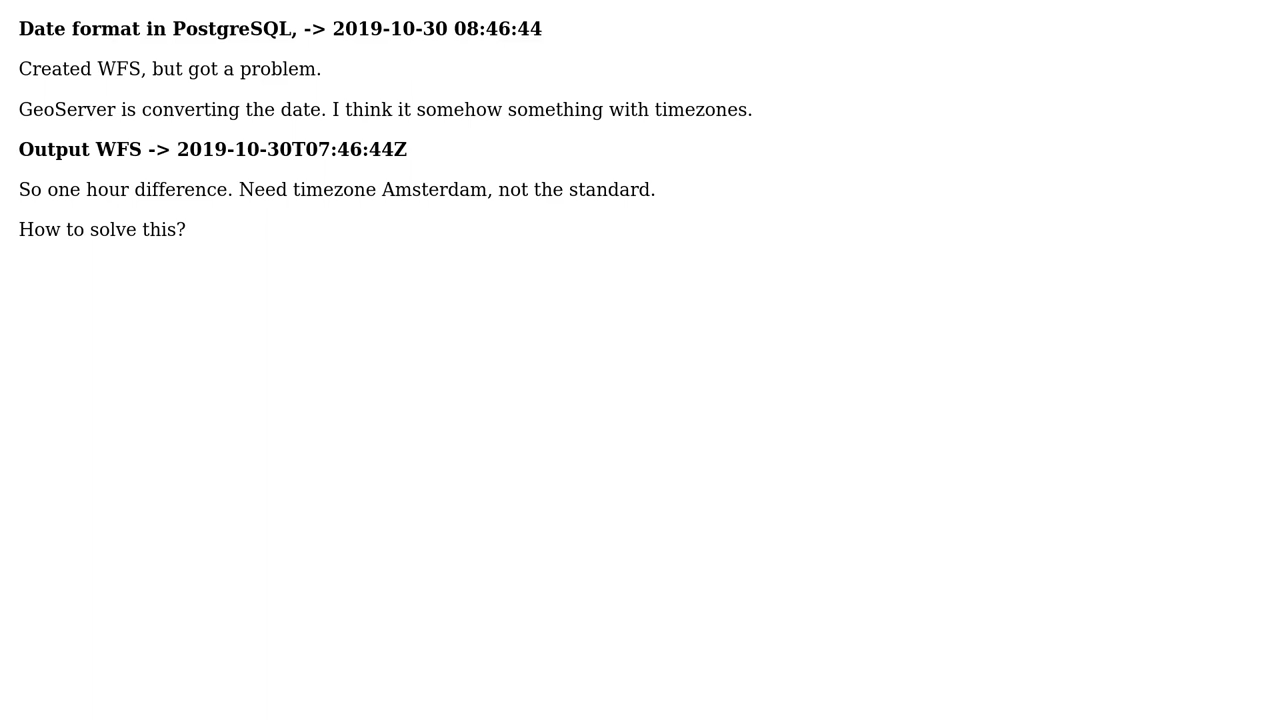 Date format in PostgreSQL, -> 2019-10-30 08:46:44
Created WFS, but got a problem.
GeoServer is converting the date. I think it somehow something with timezones.
Output WFS -> 2019-10-30T07:46:44Z
So one hour difference. Need timezone Amsterdam, not the standard.
How to solve this?